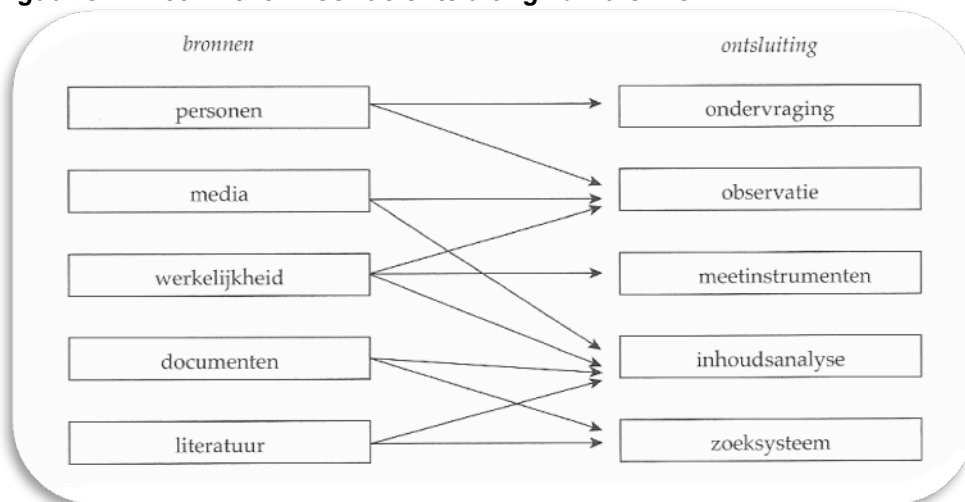 bronnen ontsluiting
personen ondervraging
media observatie
werkelijkheid meetinstrumenten
documenten inhoudsanalyse
literatuur zoeksysteem